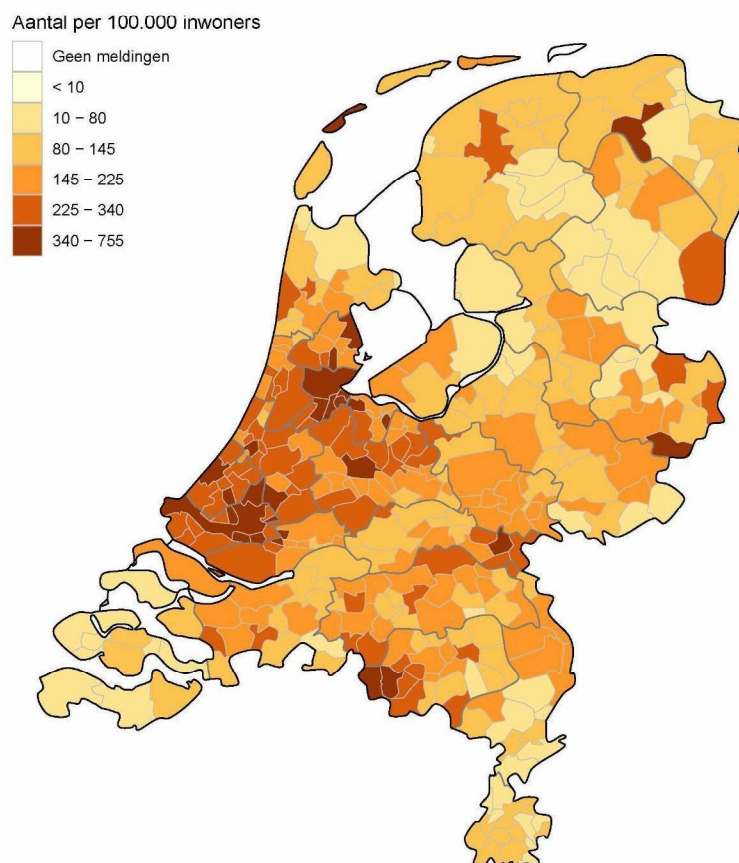 Aantal per 100.000 inwoners
Geen meldingen
< 10
10 – 80
80 – 145
145 – 225
225 – 340
340 – 755